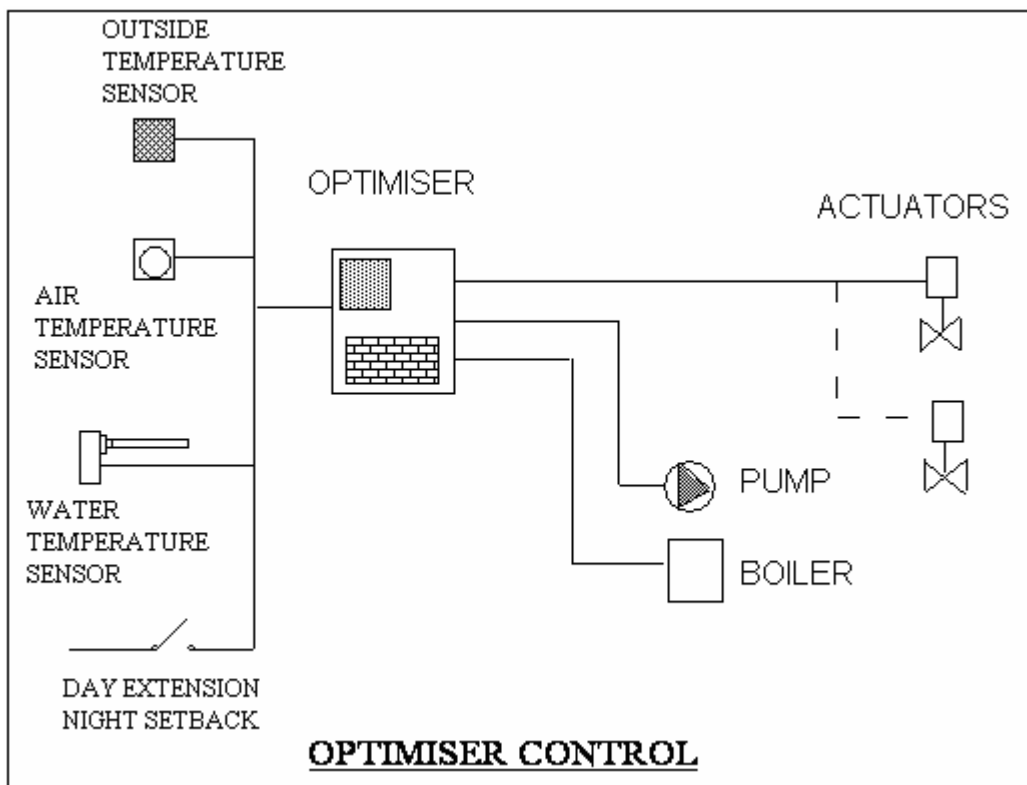 OUTSIDE
TEMPERATURE
SENSOR
OPTIMISER
ACTUATORS
AIR
TEMPERATURE
SENSOR
PUMP
WATER
TEMPERATURE
SENSOR
BOILER
DAY EXTENSION
NIGHT SETBACK
OPTIMISER CONTROL